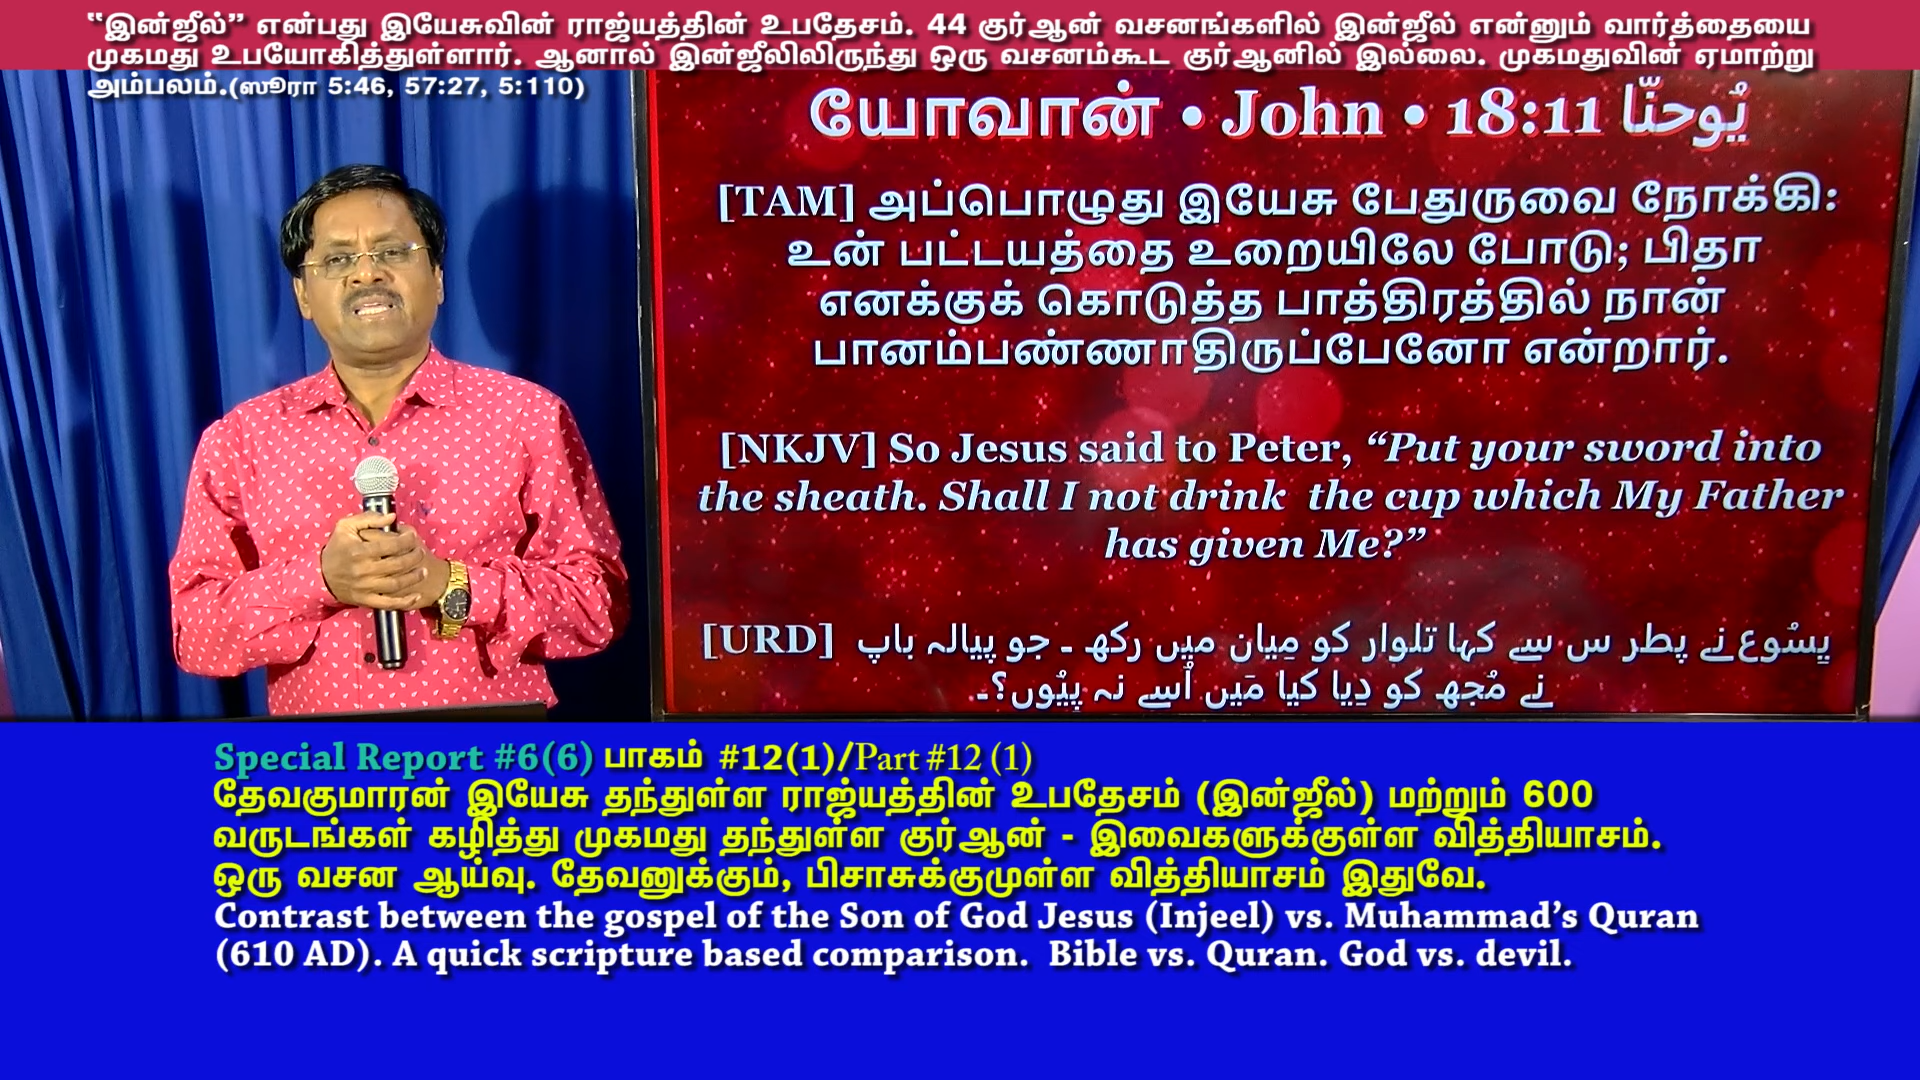 “இன்ஜீல்” என்பது இயேசுவின் ராஜ்யத்தின் உபதேசம். 44 குர்ஆன் வசனங்களில் இன்ஜீல் என்னும் வார்த்தையை
முகமது உபயோகித்துள்ளார். ஆனால் இன்ஜீலிலிருந்து ஒரு வசனம்கூட குர்ஆனில் இல்லை. முகமதுவின் ஏமாற்று
அம்பலம்.(ஸூரா 5:46, 57:27, 5:110)
யோவான் • John • 18:11 يُوحنّا
[TAM] அப்பொழுது இயேசு பேதுருவை நோக்கி:
உன் பட்டயத்தை உறையிலே போடு; பிதா
எனக்குக் கொடுத்த பாத்திரத்தில் நான்
பானம்பண்ணாதிருப்பேனோ என்றார்.
[NKJV] So Jesus said to Peter, “Put your sword into
the sheath. Shall I not drink the cup which My Father
has given Me?”
[URD] یِسُوع نے پطر س سے کہا تلوار کو مِیان میں رکھ ۔ جو پیالہ باپ
نے مُجھ کو دِیا کیا مَیں اُسے نہ پِیُوں؟۔
Special Report #6(6) பாகம் #12(1)/Part #12 (1)
தேவகுமாரன் இயேசு தந்துள்ள ராஜ்யத்தின் உபதேசம் (இன்ஜீல்) மற்றும் 600
வருடங்கள் கழித்து முகமது தந்துள்ள குர்ஆன் - இவைகளுக்குள்ள வித்தியாசம்.
ஒரு வசன ஆய்வு. தேவனுக்கும், பிசாசுக்குமுள்ள வித்தியாசம் இதுவே.
Contrast between the gospel of the Son of God Jesus (Injeel) vs. Muhammad’s Quran
(610 AD). A quick scripture based comparison. Bible vs. Quran. God vs. devil.